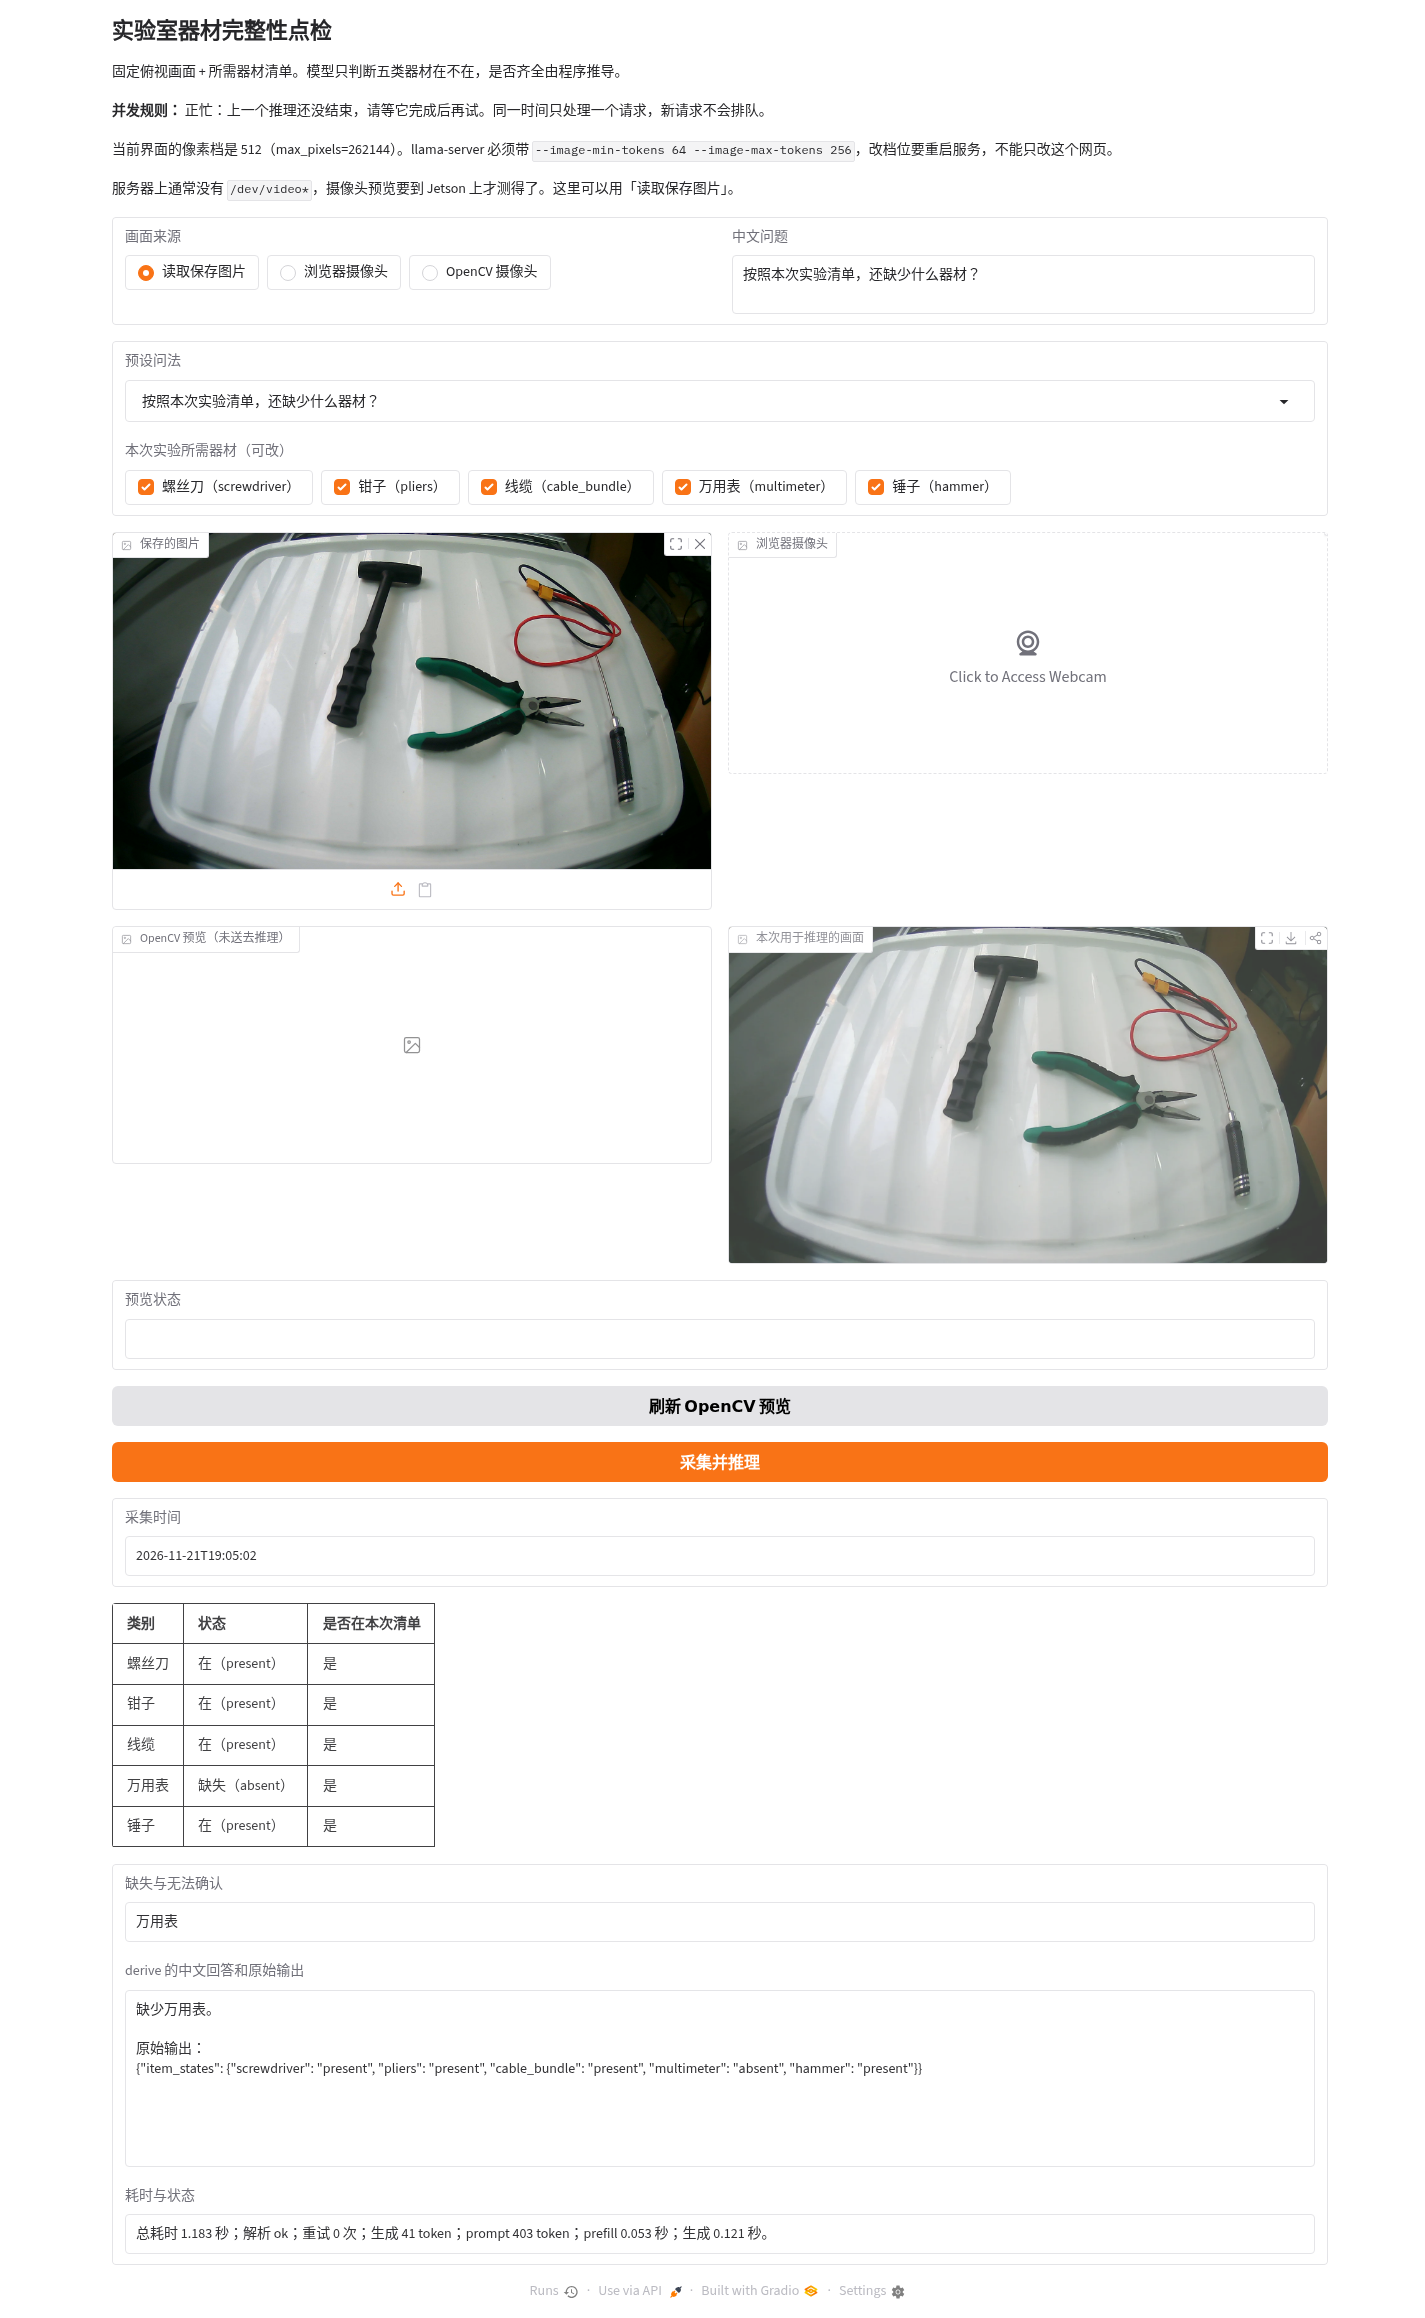 实验室器材完整性点检
固定俯视画面 + 所需器材清单。模型只判断五类器材在不在，是否齐全由程序推导。
并发规则： 正忙：上一个推理还没结束，请等它完成后再试。同一时间只处理一个请求，新请求不会排队。
当前界面的像素档是 512（max_pixels=262144）。llama-server 必须带 --image-min-tokens 64 --image-max-tokens 256，改档位要重启服务，不能只改这个网页。
服务器上通常没有 /dev/video*，摄像头预览要到 Jetson 上才测得了。这里可以用「读取保存图片」。
画面来源
读取保存图片 浏览器摄像头 OpenCV 摄像头
中文问题
按照本次实验清单，还缺少什么器材？
预设问法
按照本次实验清单，还缺少什么器材？
本次实验所需器材（可改）
螺丝刀（screwdriver） 钳子（pliers） 线缆（cable_bundle） 万用表（multimeter） 锤子（hammer）
保存的图片
浏览器摄像头
Click to Access Webcam
OpenCV 预览（未送去推理）
本次用于推理的画面
预览状态
刷新 OpenCV 预览
采集并推理
采集时间
2026-11-21T19:05:02
类别 状态 是否在本次清单
螺丝刀 在（present） 是
钳子 在（present） 是
线缆 在（present） 是
万用表 缺失（absent） 是
锤子 在（present） 是
缺失与无法确认
万用表
derive 的中文回答和原始输出
缺少万用表。
原始输出：
{"item_states": {"screwdriver": "present", "pliers": "present", "cable_bundle": "present", "multimeter": "absent", "hammer": "present"}}
耗时与状态
总耗时 1.183 秒；解析 ok；重试 0 次；生成 41 token；prompt 403 token；prefill 0.053 秒；生成 0.121 秒。
Runs · Use via API · Built with Gradio · Settings